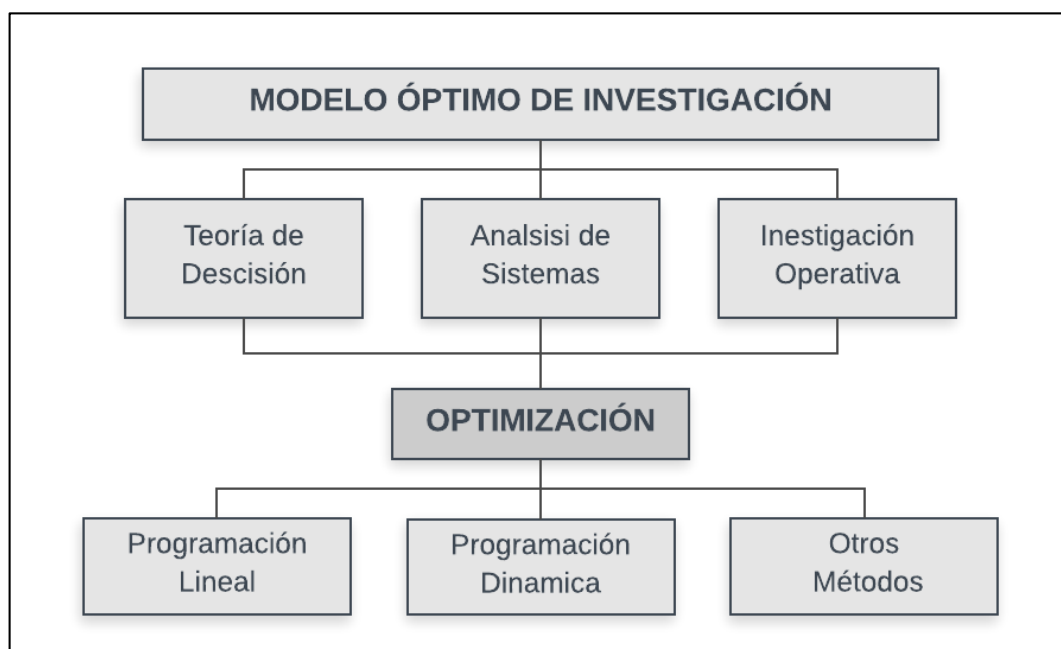 MODELO ÓPTIMO DE INVESTIGACIÓN
Teoría de
Descisión
Analsisi de
Sistemas
Inestigación
Operativa
OPTIMIZACIÓN
Programación
Lineal
Programación
Dinamica
Otros
Métodos